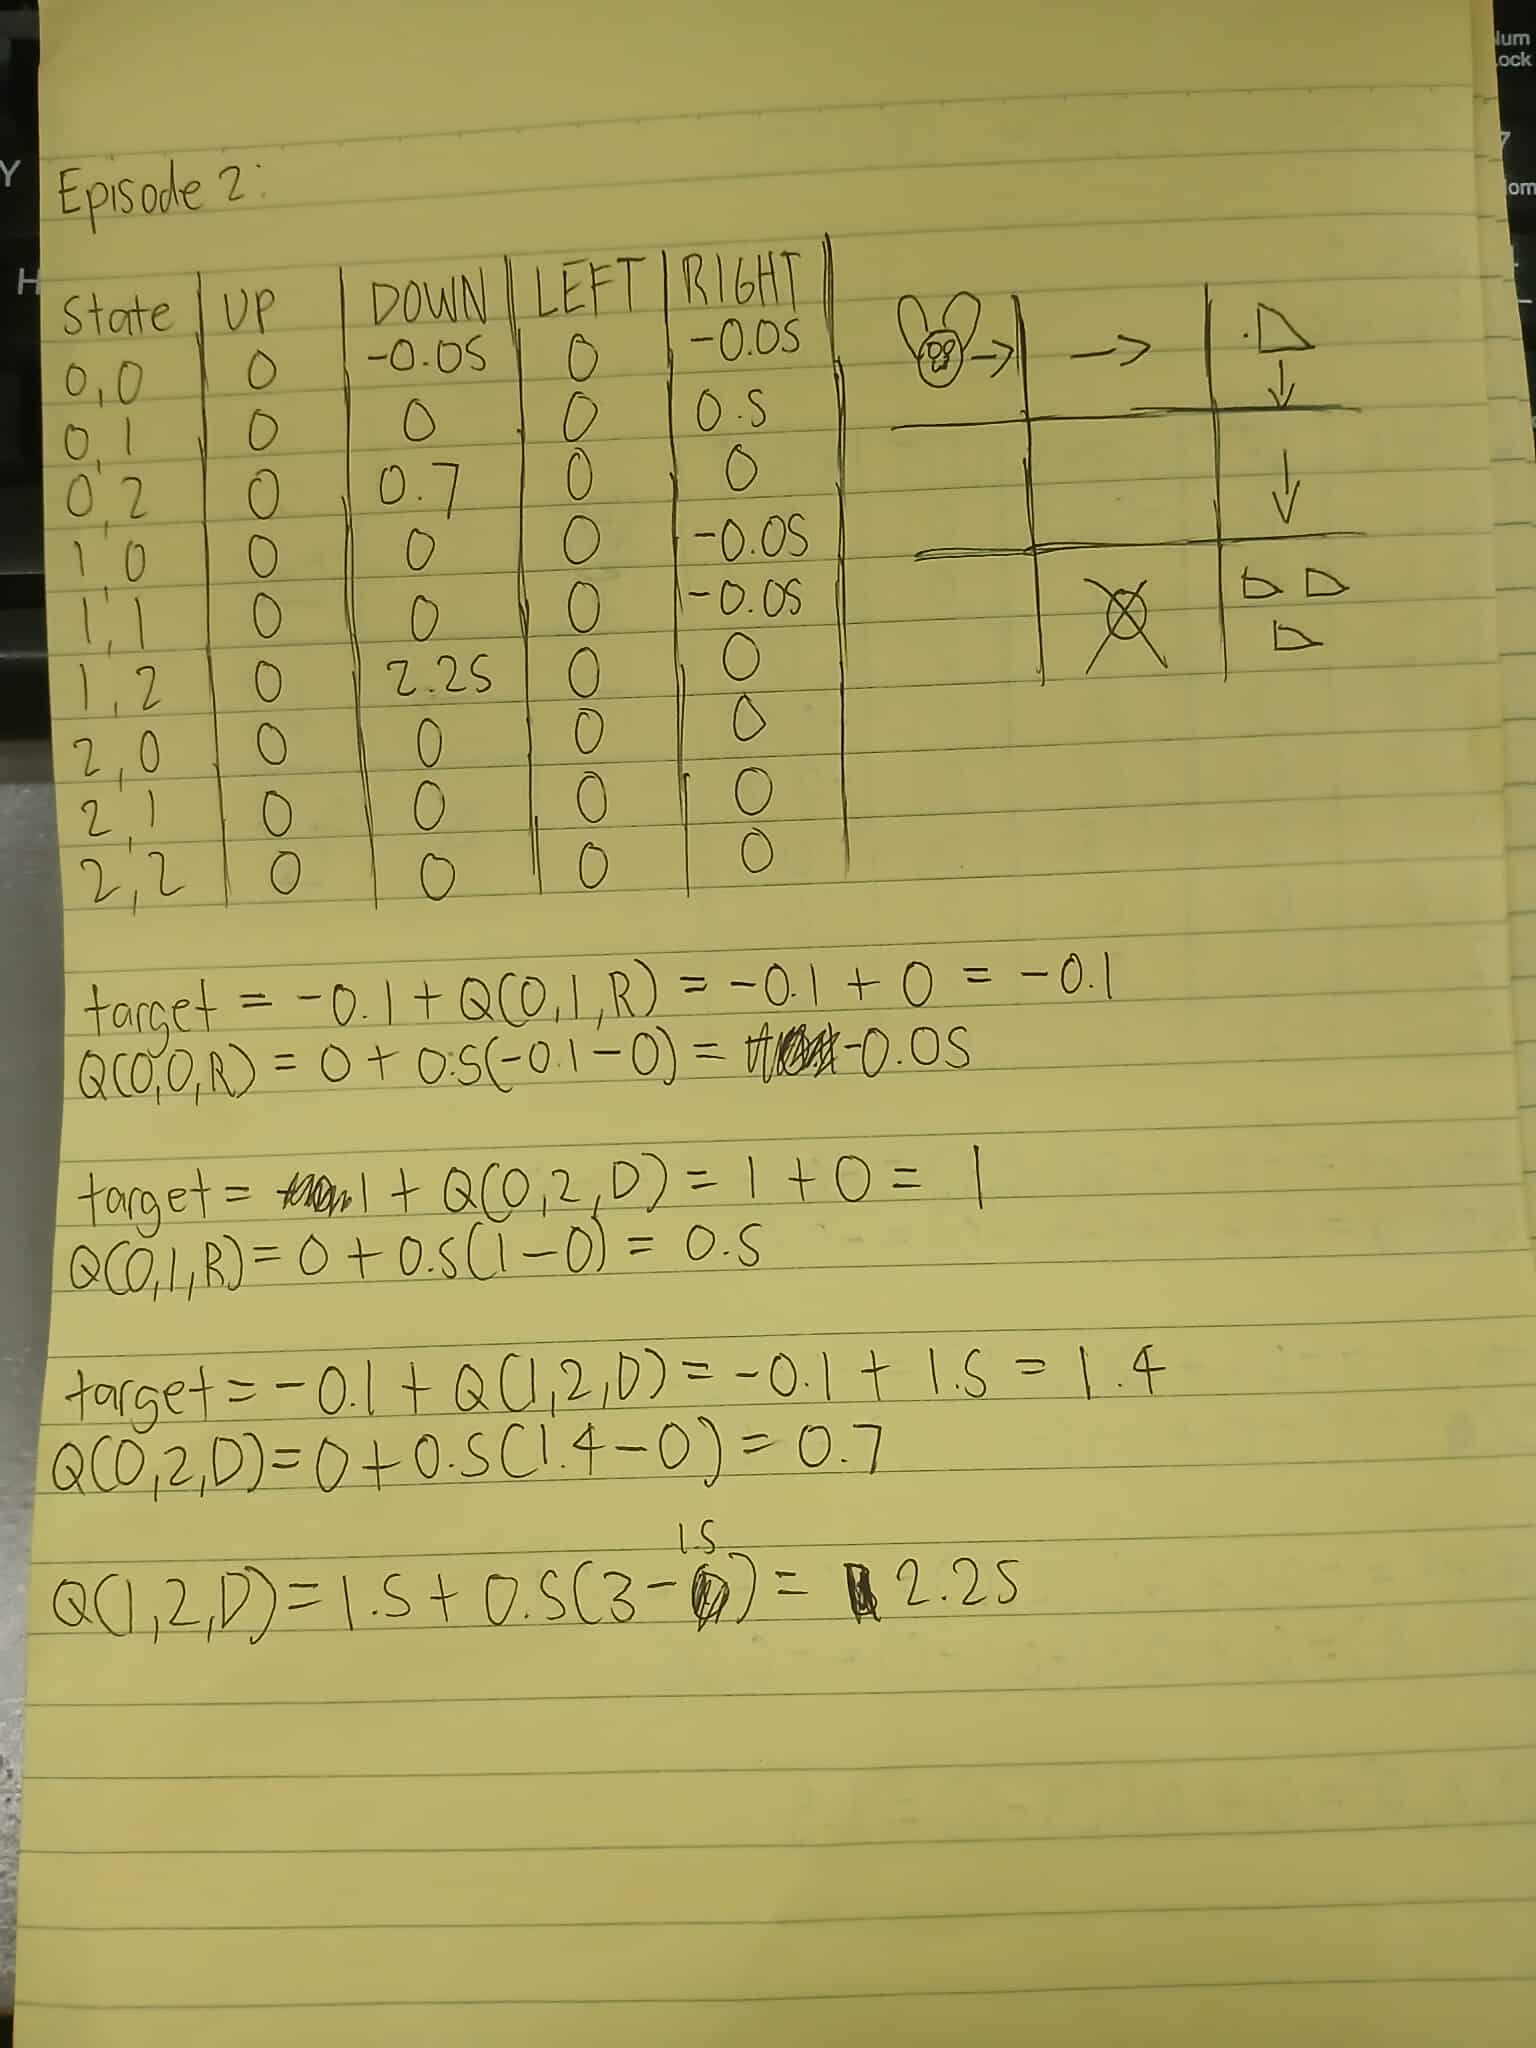 Episode 2:
State UP DOWN LEFT RIGHT
0,0 0 -0.05 0 -0.05
0,1 0 0 0 0.5
0,2 0 0.7 0 0
1,0 0 0 0 -0.05
1,1 0 0 0 -0.05
1,2 0 2.25 0 0
2,0 0 0 0 0
2,1 0 0 0 0
2,2 0 0 0 0
target = -0.1 + Q(0,1,R) = -0.1 + 0 = -0.1
Q(0,0,R) = 0 + 0.5(-0.1-0) = -0.05
target = 1 + Q(0,2,D) = 1 + 0 = 1
Q(0,1,R) = 0 + 0.5(1-0) = 0.5
target = -0.1 + Q(1,2,D) = -0.1 + 1.5 = 1.4
Q(0,2,D) = 0 + 0.5(1.4-0) = 0.7
Q(1,2,D) = 1.5 + 0.5(3-1.5) = 2.25
Y
H
Num
Lock
7